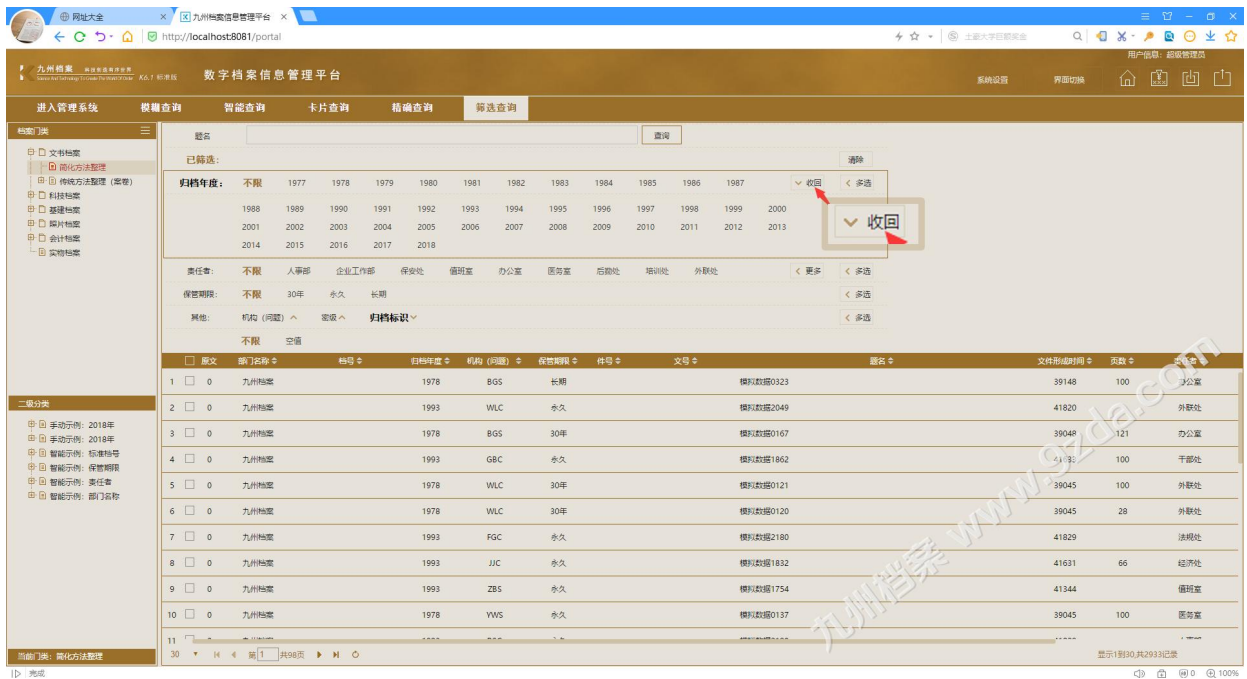 网址大全
九州档案信息管理平台
http://localhost:8081/portal
土豪大学巨额奖金
用户信息: 超级管理员
九州档案 K6.1 标准版 数字档案信息管理平台
系统设置 界面切换
进入管理系统 模糊查询 智能查询 卡片查询 精确查询 筛选查询
档案门类
文书档案
简化方法整理
传统方法整理（案卷）
科技档案
基建档案
照片档案
会计档案
实物档案
题名 查询
已筛选: 清除
归档年度: 不限 1977 1978 1979 1980 1981 1982 1983 1984 1985 1986 1987 收回 多选
1988 1989 1990 1991 1992 1993 1994 1995 1996 1997 1998 1999 2000
收回
2001 2002 2003 2004 2005 2006 2007 2008 2009 2010 2011 2012 2013
2014 2015 2016 2017 2018
责任者: 不限 人事部 企业工作部 保安处 值班室 办公室 医务室 后勤处 培训处 外联处 更多 多选
保管期限: 不限 30年 永久 长期 多选
其他: 机构（问题） 密级 归档标识 多选
不限 空值
原文 部门名称 档号 归档年度 机构（问题） 保管期限 件号 文号 题名 文件形成时间 页数 责任者
1 0 九州档案 1978 BGS 长期 模拟数据0323 39148 100 办公室
2 0 九州档案 1993 WLC 永久 模拟数据2049 41820 外联处
3 0 九州档案 1978 BGS 30年 模拟数据0167 39048 121 办公室
4 0 九州档案 1993 GBC 永久 模拟数据1862 100 干部处
5 0 九州档案 1978 WLC 30年 模拟数据0121 39045 100 外联处
6 0 九州档案 1978 WLC 30年 模拟数据0120 39045 28 外联处
7 0 九州档案 1993 FGC 永久 模拟数据2180 41829 法规处
8 0 九州档案 1993 JJC 永久 模拟数据1832 41631 66 经济处
9 0 九州档案 1993 ZBS 永久 模拟数据1754 41344 值班室
10 0 九州档案 1978 YWS 永久 模拟数据0137 39045 100 医务室
11
二级分类
手动示例: 2018年
手动示例: 2018年
智能示例: 标准档号
智能示例: 保管期限
智能示例: 责任者
智能示例: 部门名称
九州档案 www.9zda.com
当前门类: 简化方法整理
30 第 1 共98页 显示1到30,共2933记录
完成 0 100%